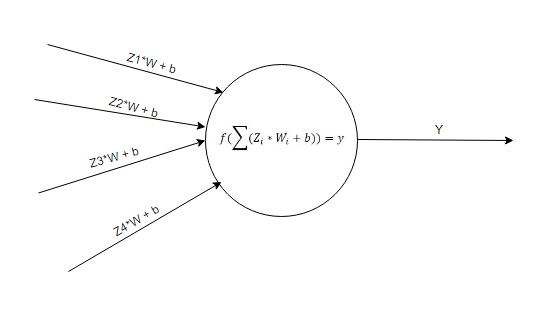 Z1*W + b
Z2*W + b
Z3*W + b
Z4*W + b
f(∑(Z_i * W_i + b)) = y
Y